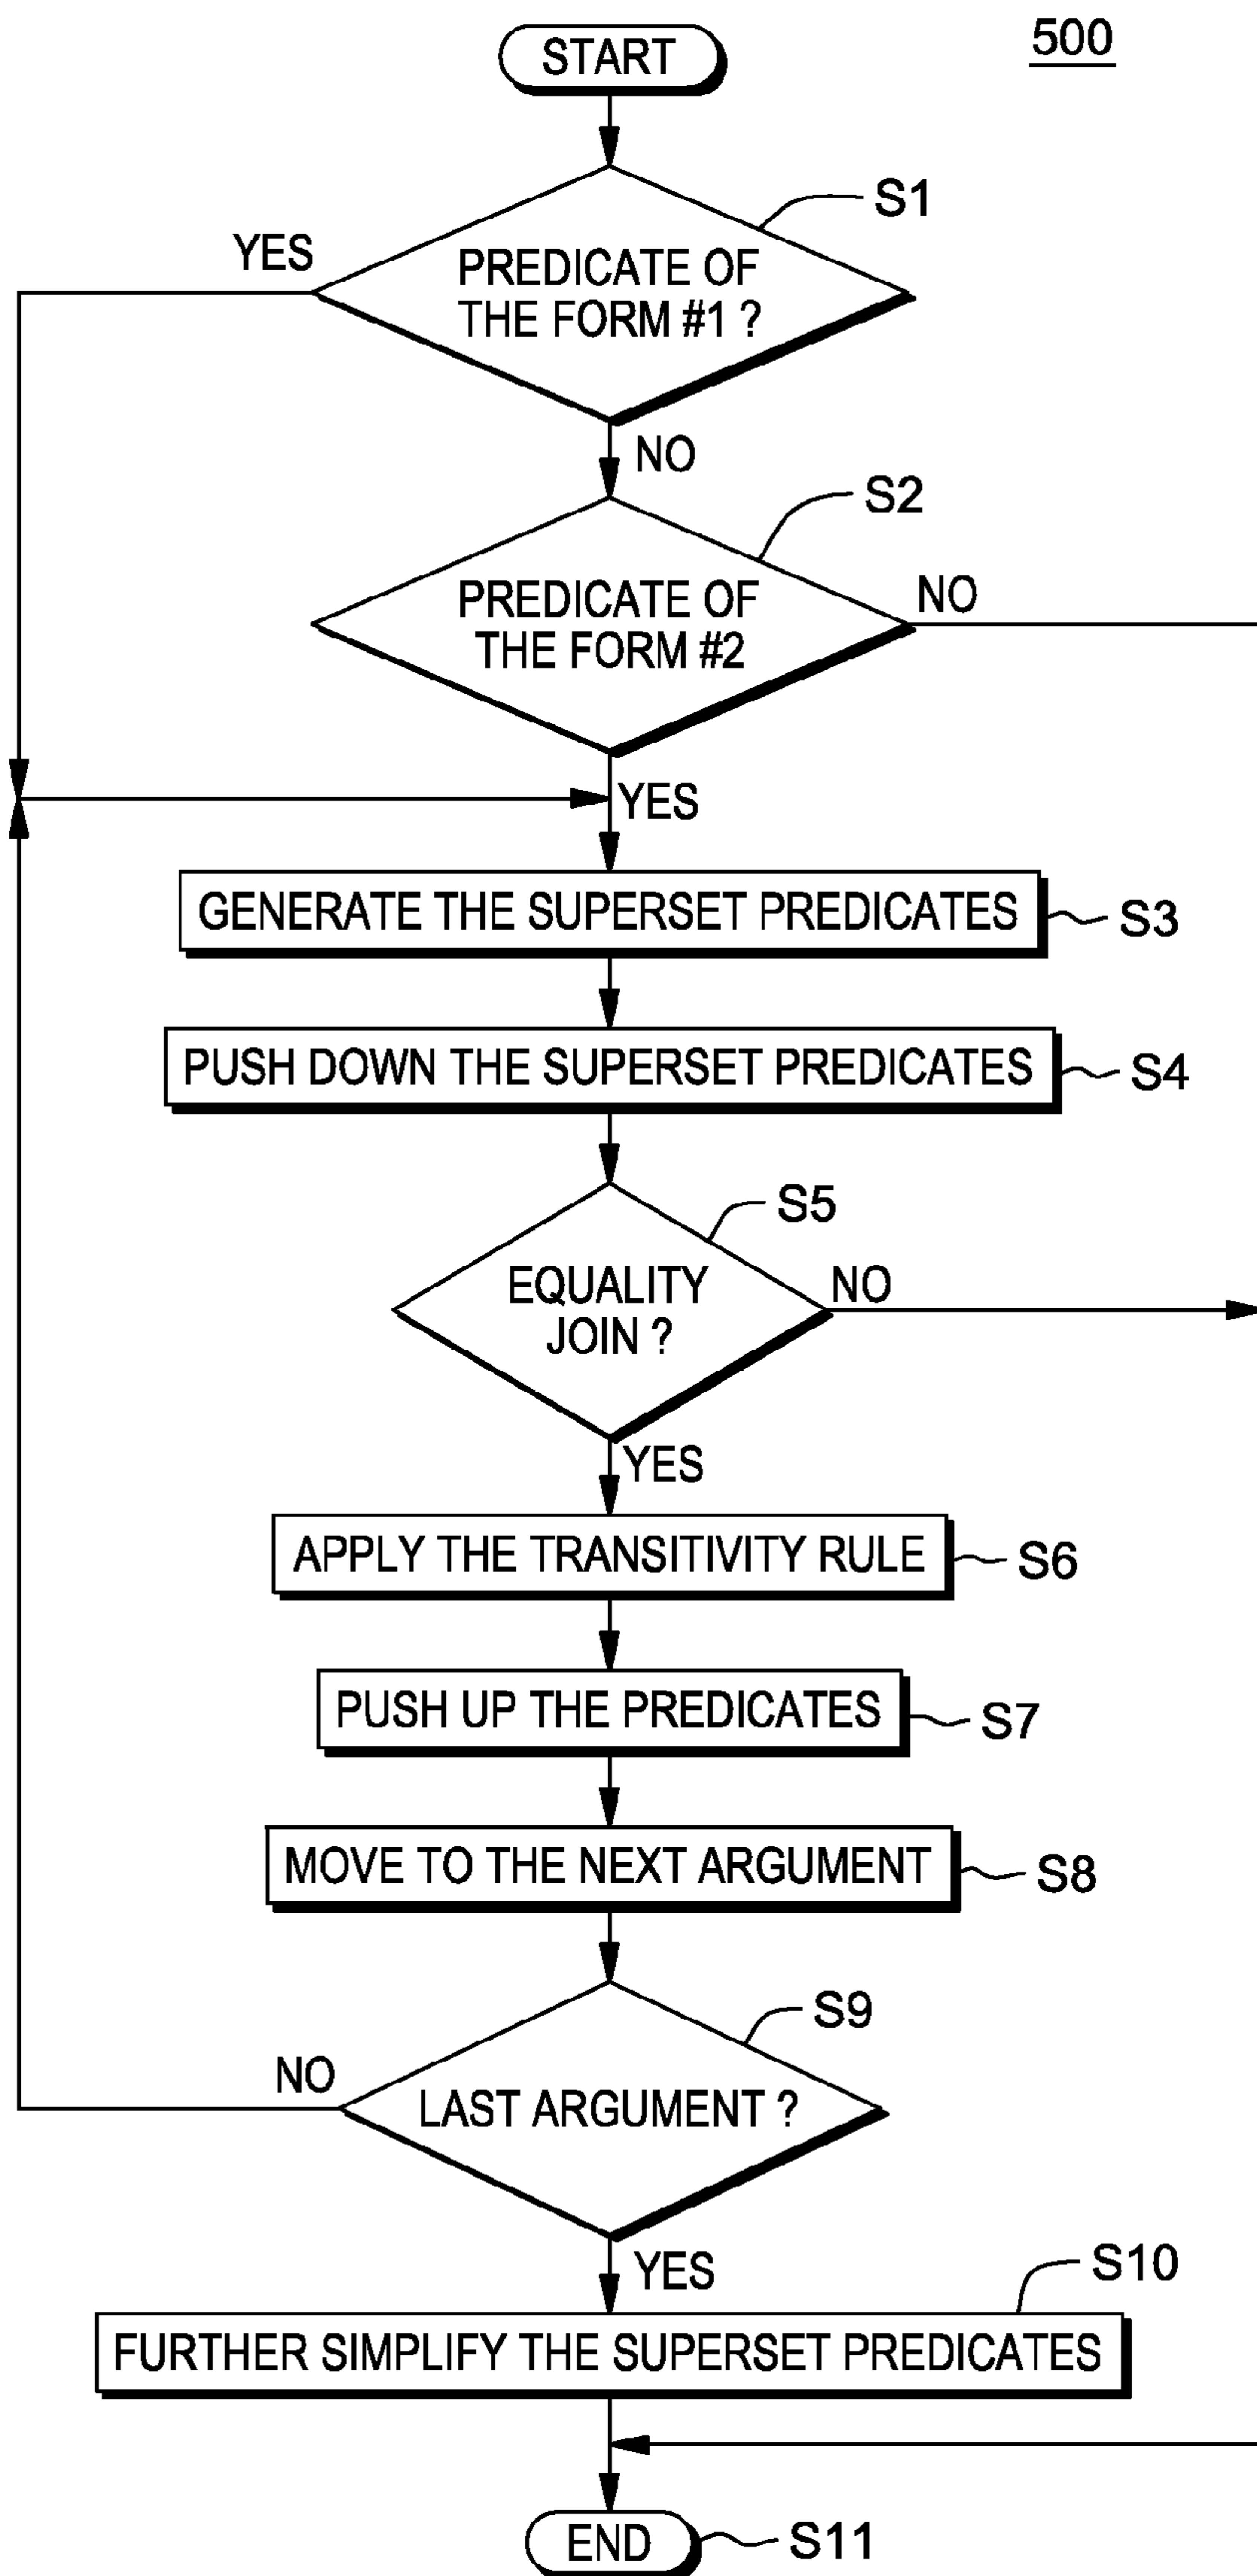 500
START
S1
YES
PREDICATE OF
THE FORM #1 ?
NO
S2
PREDICATE OF
THE FORM #2
NO
YES
GENERATE THE SUPERSET PREDICATES
S3
PUSH DOWN THE SUPERSET PREDICATES
S4
S5
EQUALITY
JOIN ?
NO
YES
APPLY THE TRANSITIVITY RULE
S6
PUSH UP THE PREDICATES
S7
MOVE TO THE NEXT ARGUMENT
S8
S9
NO
LAST ARGUMENT ?
YES
S10
FURTHER SIMPLIFY THE SUPERSET PREDICATES
END
S11